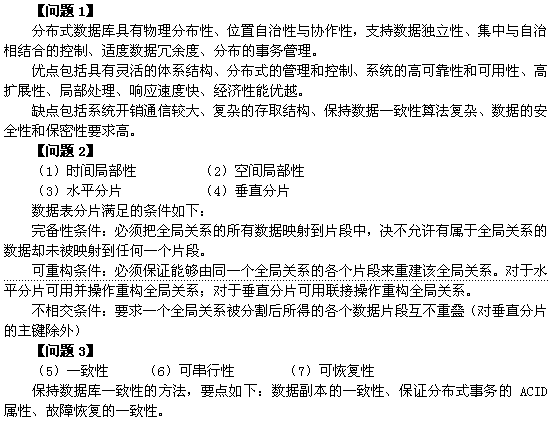 【问题1】
分布式数据库具有物理分布性、位置自治性与协作性，支持数据独立性、集中与自治
相结合的控制、适度数据冗余度、分布的事务管理。
优点包括具有灵活的体系结构、分布式的管理和控制、系统的高可靠性和可用性、高
扩展性、局部处理、响应速度快、经济性能优越。
缺点包括系统开销通信较大、复杂的存取结构、保持数据一致性算法复杂、数据的安
全性和保密性要求高。
【问题2】
（1）时间局部性 （2）空间局部性
（3）水平分片 （4）垂直分片
数据表分片满足的条件如下：
完备性条件：必须把全局关系的所有数据映射到片段中，决不允许有属于全局关系的
数据却未被映射到任何一个片段。
可重构条件：必须保证能够由同一个全局关系的各个片段来重建该全局关系。对于水
平分片可用并操作重构全局关系；对于垂直分片可用联接操作重构全局关系。
不相交条件：要求一个全局关系被分割后所得的各个数据片段互不重叠（对垂直分片
的主键除外）
【问题3】
（5）一致性 （6）可串行性 （7）可恢复性
保持数据库一致性的方法，要点如下：数据副本的一致性、保证分布式事务的 ACID
属性、故障恢复的一致性。